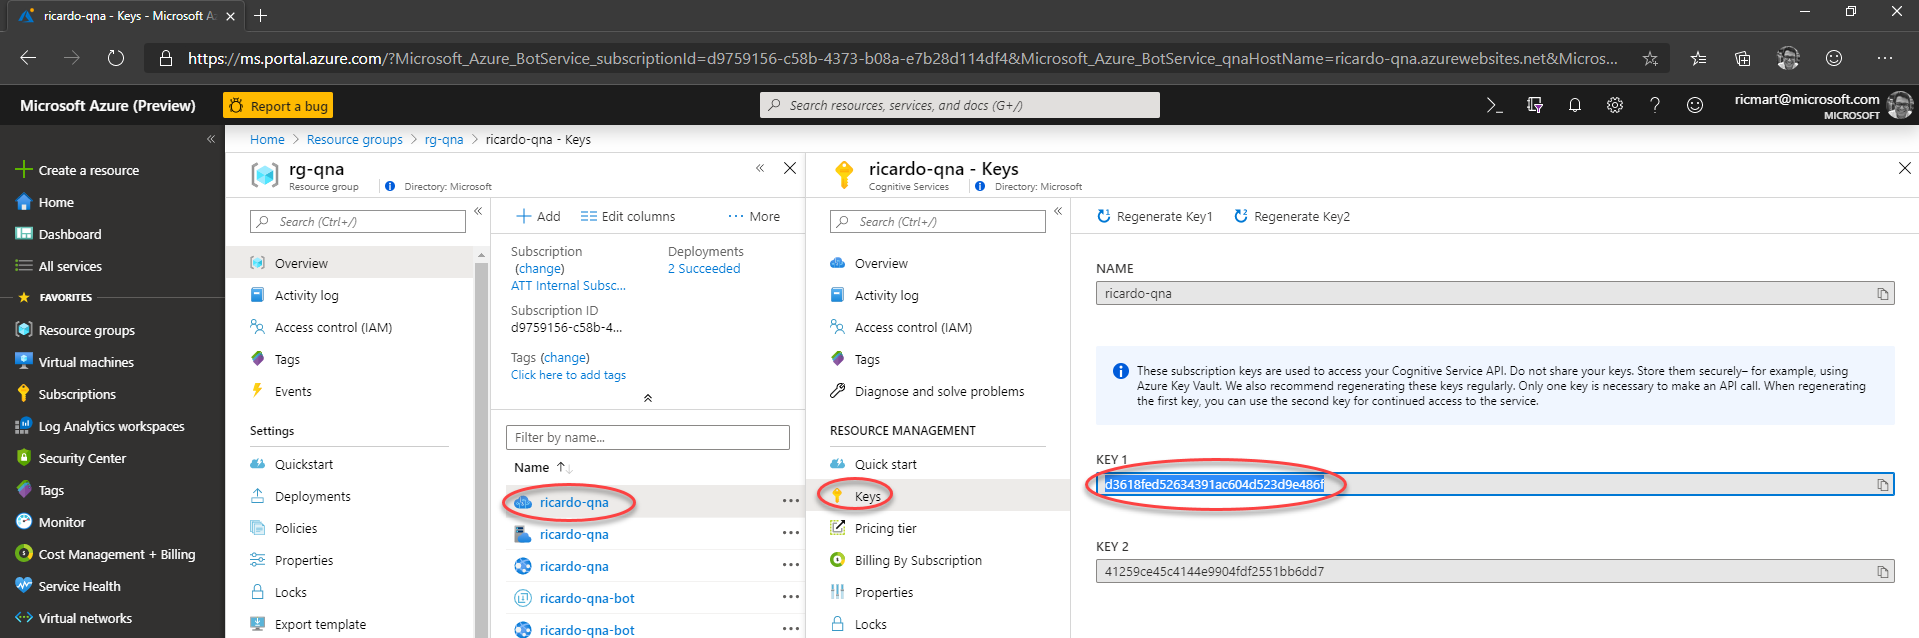 ricardo-qna - Keys - Microsoft A
https://ms.portal.azure.com/?Microsoft_Azure_BotService_subscriptionId=d9759156-c58b-4373-b08a-e7b28d114df4&Microsoft_Azure_BotService_qnaHostName=ricardo-qna.azurewebsites.net&Micros...
Microsoft Azure (Preview)
Report a bug
Search resources, services, and docs (G+/)
ricmart@microsoft.com
MICROSOFT
Create a resource
Home
Dashboard
All services
FAVORITES
Resource groups
Virtual machines
Subscriptions
Log Analytics workspaces
Security Center
Tags
Monitor
Cost Management + Billing
Service Health
Virtual networks
Home > Resource groups > rg-qna > ricardo-qna - Keys
rg-qna
Resource group
Directory: Microsoft
Search (Ctrl+/)
Overview
Activity log
Access control (IAM)
Tags
Events
Settings
Quickstart
Deployments
Policies
Properties
Locks
Export template
Add
Edit columns
More
Subscription
(change)
ATT Internal Subsc...
Deployments
2 Succeeded
Subscription ID
d9759156-c58b-4...
Tags (change)
Click here to add tags
Filter by name...
Name
ricardo-qna
ricardo-qna
ricardo-qna
ricardo-qna-bot
ricardo-qna-bot
ricardo-qna - Keys
Cognitive Services
Directory: Microsoft
Search (Ctrl+/)
Overview
Activity log
Access control (IAM)
Tags
Diagnose and solve problems
RESOURCE MANAGEMENT
Quick start
Keys
Pricing tier
Billing By Subscription
Properties
Locks
Regenerate Key1
Regenerate Key2
NAME
ricardo-qna
These subscription keys are used to access your Cognitive Service API. Do not share your keys. Store them securely– for example, using
Azure Key Vault. We also recommend regenerating these keys regularly. Only one key is necessary to make an API call. When regenerating
the first key, you can use the second key for continued access to the service.
KEY 1
d3618fed52634391ac604d523d9e486f
KEY 2
41259ce45c4144e9904fdf2551bb6dd7